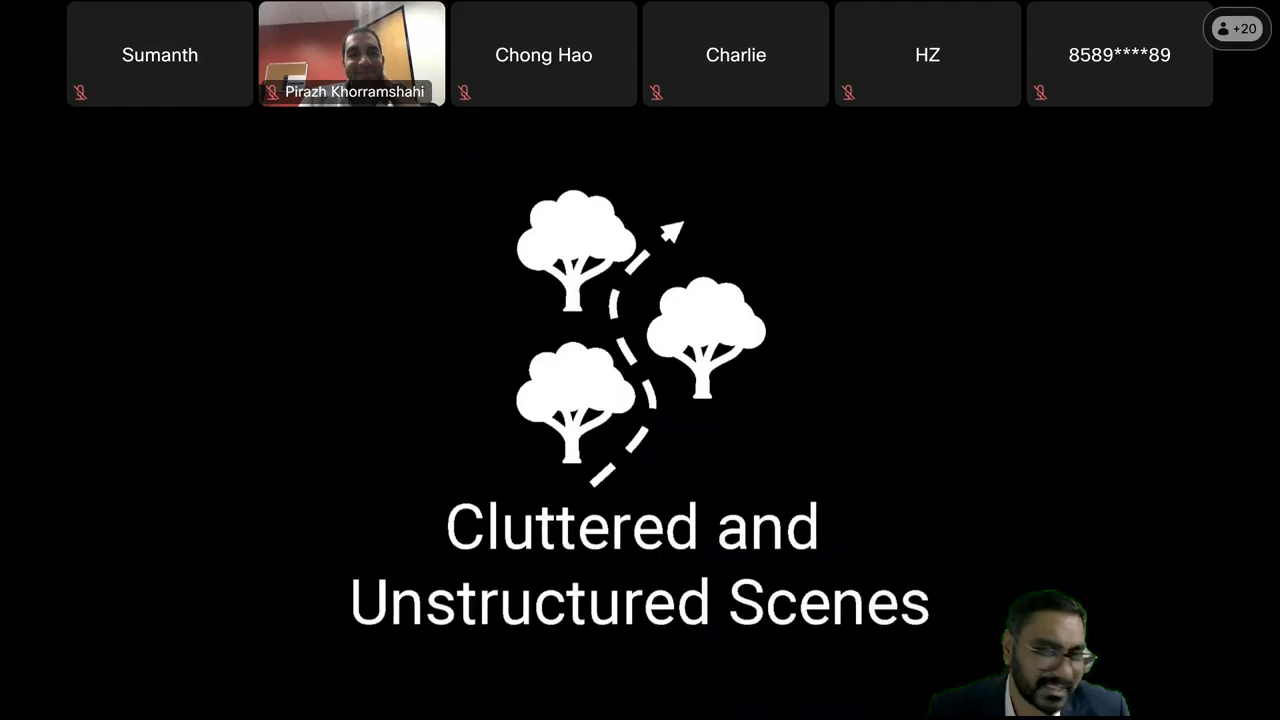 Sumanth
Pirazh Khorramshahi
Chong Hao
Charlie
HZ
8589****89
+20
Cluttered and
Unstructured Scenes